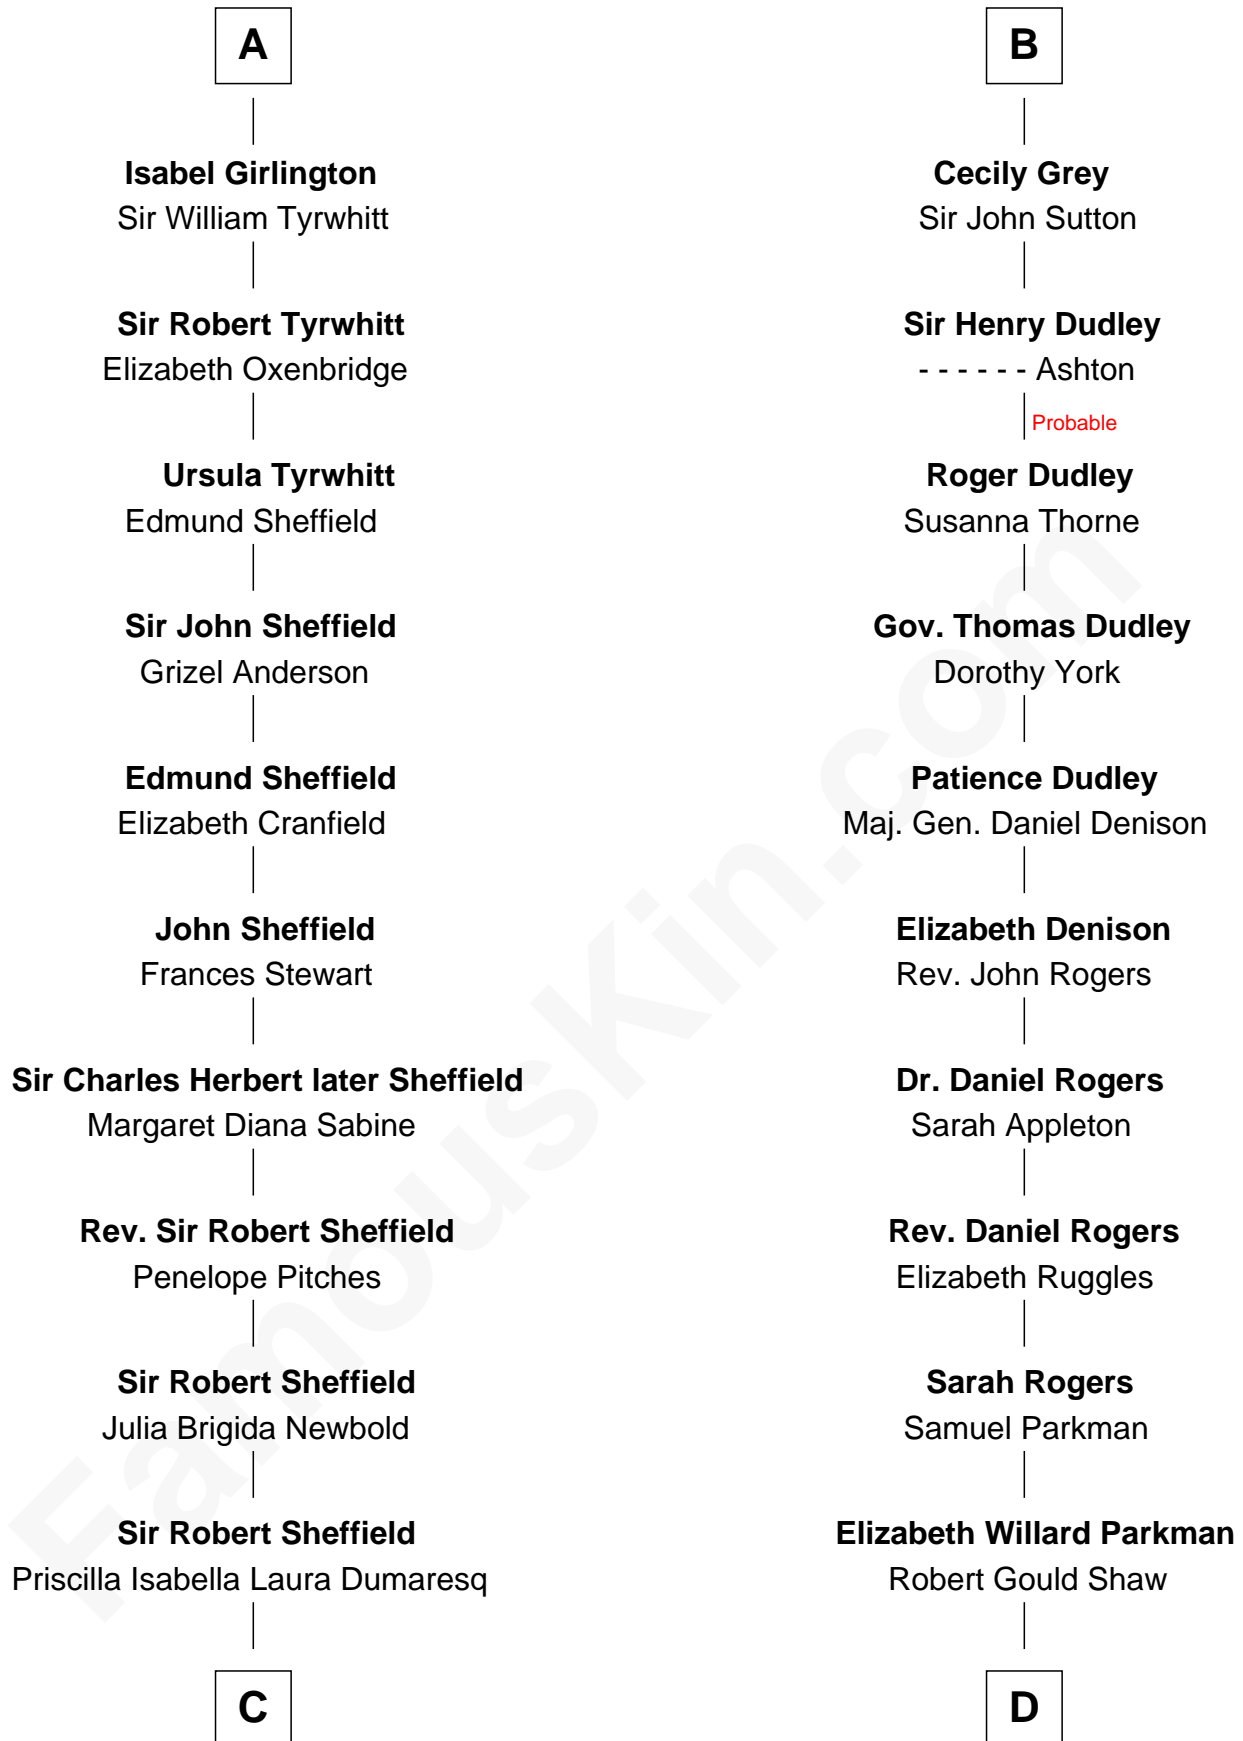 A
Isabel Girlington
Sir William Tyrwhitt
Sir Robert Tyrwhitt
Elizabeth Oxenbridge
Ursula Tyrwhitt
Edmund Sheffield
Sir John Sheffield
Grizel Anderson
Edmund Sheffield
Elizabeth Cranfield
John Sheffield
Frances Stewart
Sir Charles Herbert later Sheffield
Margaret Diana Sabine
Rev. Sir Robert Sheffield
Penelope Pitches
Sir Robert Sheffield
Julia Brigida Newbold
Sir Robert Sheffield
Priscilla Isabella Laura Dumaresq
C
B
Cecily Grey
Sir John Sutton
Sir Henry Dudley
- - - - - - Ashton
Probable
Roger Dudley
Susanna Thorne
Gov. Thomas Dudley
Dorothy York
Patience Dudley
Maj. Gen. Daniel Denison
Elizabeth Denison
Rev. John Rogers
Dr. Daniel Rogers
Sarah Appleton
Rev. Daniel Rogers
Elizabeth Ruggles
Sarah Rogers
Samuel Parkman
Elizabeth Willard Parkman
Robert Gould Shaw
D
FamousKin.com